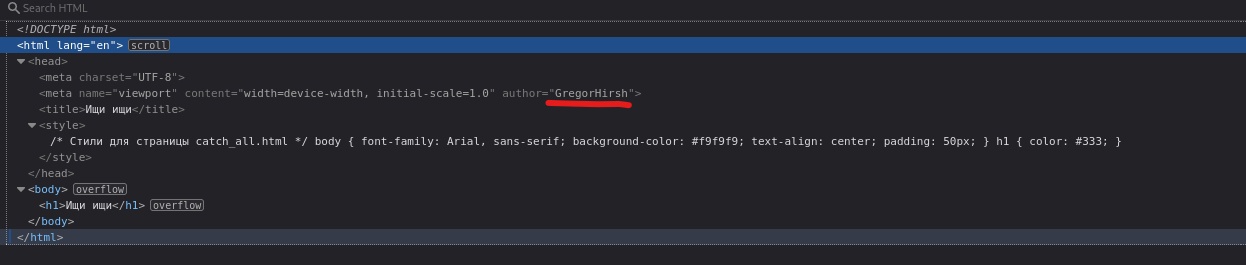 Search HTML
<!DOCTYPE html>
<html lang="en"> scroll
<head>
<meta charset="UTF-8">
<meta name="viewport" content="width=device-width, initial-scale=1.0" author="GregorHirsh">
<title>Ищи ищи</title>
<style>
/* Стили для страницы catch_all.html */ body { font-family: Arial, sans-serif; background-color: #f9f9f9; text-align: center; padding: 50px; } h1 { color: #333; }
</style>
</head>
<body> overflow
<h1>Ищи ищи</h1> overflow
</body>
</html>